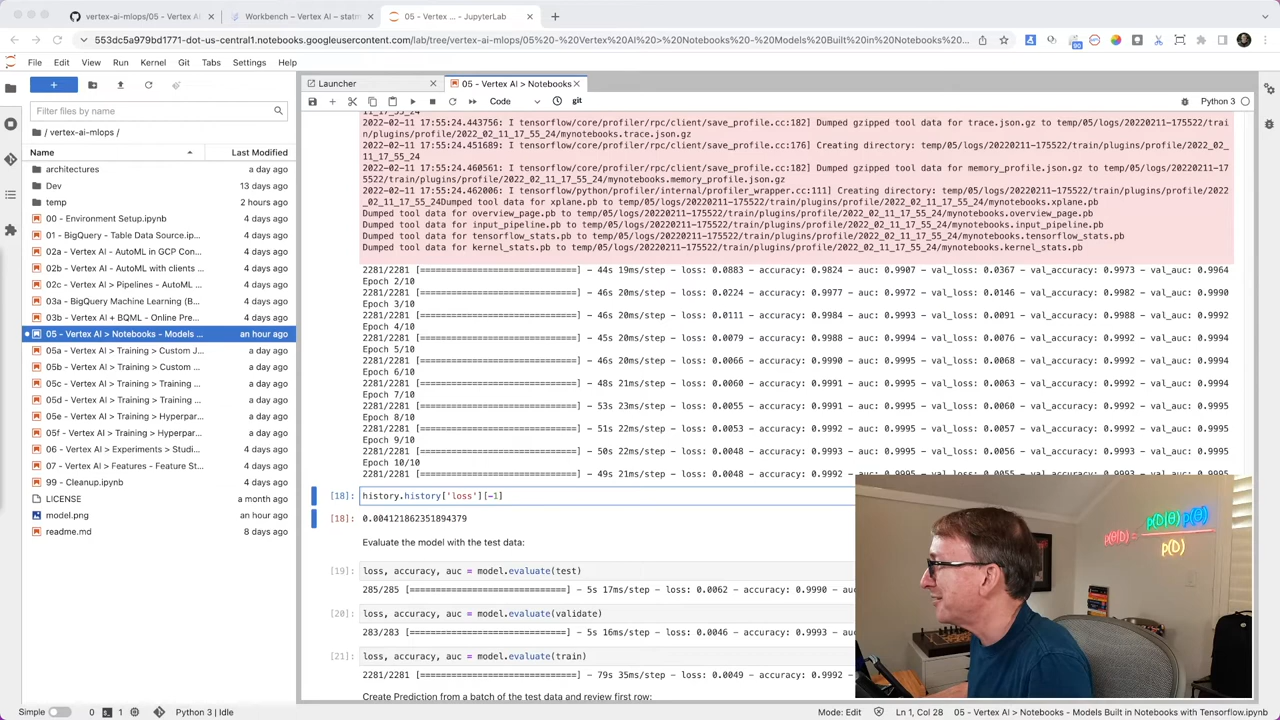 vertex-ai-mlops/05 - Vertex AI
Workbench – Vertex AI – statm
05 - Vertex ... - JupyterLab
553dc5a979bd1771-dot-us-central1.notebooks.googleusercontent.com/lab/tree/vertex-ai-mlops/05%20-%20Vertex%20AI%20>%20Notebooks%20-%20Models%20Built%20in%20Notebooks%20with%20Tensorflow.ipynb...
File Edit View Run Kernel Git Tabs Settings Help
Launcher
05 - Vertex AI > Notebooks
Code
git
Python 3
Filter files by name
/ vertex-ai-mlops /
Name Last Modified
architectures a day ago
Dev 13 days ago
temp 2 hours ago
00 - Environment Setup.ipynb 4 days ago
01 - BigQuery - Table Data Source.ip... 4 days ago
02a - Vertex AI - AutoML in GCP Con... 4 days ago
02b - Vertex AI - AutoML with clients ... 4 days ago
02c - Vertex AI > Pipelines - AutoML ... 4 days ago
03a - BigQuery Machine Learning (B... 4 days ago
03b - Vertex AI + BQML - Online Pre... 4 days ago
05 - Vertex AI > Notebooks - Models ... an hour ago
05a - Vertex AI > Training > Custom J... a day ago
05b - Vertex AI > Training > Custom ... a day ago
05c - Vertex AI > Training > Training ... a day ago
05d - Vertex AI > Training > Training ... a day ago
05e - Vertex AI > Training > Hyperpar... a day ago
05f - Vertex AI > Training > Hyperpar... a day ago
06 - Vertex AI > Experiments > Studi... 4 days ago
07 - Vertex AI > Features - Feature St... 4 days ago
99 - Cleanup.ipynb 4 days ago
LICENSE a month ago
model.png an hour ago
readme.md 8 days ago
11_17_55_24
2022-02-11 17:55:24.443756: I tensorflow/core/profiler/rpc/client/save_profile.cc:182] Dumped gzipped tool data for trace.json.gz to temp/05/logs/20220211-175522/trai
n/plugins/profile/2022_02_11_17_55_24/mynotebooks.trace.json.gz
2022-02-11 17:55:24.451689: I tensorflow/core/profiler/rpc/client/save_profile.cc:176] Creating directory: temp/05/logs/20220211-175522/train/plugins/profile/2022_02_
11_17_55_24
2022-02-11 17:55:24.460561: I tensorflow/core/profiler/rpc/client/save_profile.cc:182] Dumped gzipped tool data for memory_profile.json.gz to temp/05/logs/20220211-17
5522/train/plugins/profile/2022_02_11_17_55_24/mynotebooks.memory_profile.json.gz
2022-02-11 17:55:24.462006: I tensorflow/python/profiler/internal/profiler_wrapper.cc:111] Creating directory: temp/05/logs/20220211-175522/train/plugins/profile/2022
_02_11_17_55_24Dumped tool data for xplane.pb to temp/05/logs/20220211-175522/train/plugins/profile/2022_02_11_17_55_24/mynotebooks.xplane.pb
Dumped tool data for overview_page.pb to temp/05/logs/20220211-175522/train/plugins/profile/2022_02_11_17_55_24/mynotebooks.overview_page.pb
Dumped tool data for input_pipeline.pb to temp/05/logs/20220211-175522/train/plugins/profile/2022_02_11_17_55_24/mynotebooks.input_pipeline.pb
Dumped tool data for tensorflow_stats.pb to temp/05/logs/20220211-175522/train/plugins/profile/2022_02_11_17_55_24/mynotebooks.tensorflow_stats.pb
Dumped tool data for kernel_stats.pb to temp/05/logs/20220211-175522/train/plugins/profile/2022_02_11_17_55_24/mynotebooks.kernel_stats.pb
2281/2281 [==============================] - 44s 19ms/step - loss: 0.0883 - accuracy: 0.9824 - auc: 0.9907 - val_loss: 0.0367 - val_accuracy: 0.9973 - val_auc: 0.9964
Epoch 2/10
2281/2281 [==============================] - 46s 20ms/step - loss: 0.0224 - accuracy: 0.9977 - auc: 0.9972 - val_loss: 0.0146 - val_accuracy: 0.9982 - val_auc: 0.9990
Epoch 3/10
2281/2281 [==============================] - 46s 20ms/step - loss: 0.0111 - accuracy: 0.9984 - auc: 0.9993 - val_loss: 0.0091 - val_accuracy: 0.9988 - val_auc: 0.9992
Epoch 4/10
2281/2281 [==============================] - 45s 20ms/step - loss: 0.0079 - accuracy: 0.9988 - auc: 0.9994 - val_loss: 0.0076 - val_accuracy: 0.9992 - val_auc: 0.9994
Epoch 5/10
2281/2281 [==============================] - 46s 20ms/step - loss: 0.0066 - accuracy: 0.9990 - auc: 0.9995 - val_loss: 0.0068 - val_accuracy: 0.9992 - val_auc: 0.9994
Epoch 6/10
2281/2281 [==============================] - 48s 21ms/step - loss: 0.0060 - accuracy: 0.9991 - auc: 0.9995 - val_loss: 0.0063 - val_accuracy: 0.9992 - val_auc: 0.9994
Epoch 7/10
2281/2281 [==============================] - 53s 23ms/step - loss: 0.0055 - accuracy: 0.9991 - auc: 0.9995 - val_loss: 0.0060 - val_accuracy: 0.9992 - val_auc: 0.9995
Epoch 8/10
2281/2281 [==============================] - 51s 22ms/step - loss: 0.0053 - accuracy: 0.9992 - auc: 0.9995 - val_loss: 0.0057 - val_accuracy: 0.9992 - val_auc: 0.9995
Epoch 9/10
2281/2281 [==============================] - 50s 22ms/step - loss: 0.0048 - accuracy: 0.9993 - auc: 0.9995 - val_loss: 0.0056 - val_accuracy: 0.9992 - val_auc: 0.9995
Epoch 10/10
2281/2281 [==============================] - 49s 21ms/step - loss: 0.0048 - accuracy: 0.9992 - auc: 0.9995 - val_loss: 0.0055 - val_accuracy: 0.9992 - val_auc: 0.9995
[18]: history.history['loss'][-1]
[18]: 0.004121862351894379
Evaluate the model with the test data:
[19]: loss, accuracy, auc = model.evaluate(test)
285/285 [==============================] - 5s 17ms/step - loss: 0.0062 - accuracy: 0.9990 - auc
[20]: loss, accuracy, auc = model.evaluate(validate)
283/283 [==============================] - 5s 16ms/step - loss: 0.0046 - accuracy: 0.9993 - auc
[21]: loss, accuracy, auc = model.evaluate(train)
2281/2281 [==============================] - 79s 35ms/step - loss: 0.0049 - accuracy: 0.9992 -
Create Prediction from a batch of the test data and review first row:
p(D|θ) p(θ)
p(θ|D)=
p(D)
Simple 0 1 Python 3 | Idle
Mode: Edit Ln 1, Col 28 05 - Vertex AI > Notebooks - Models Built in Notebooks with Tensorflow.ipynb